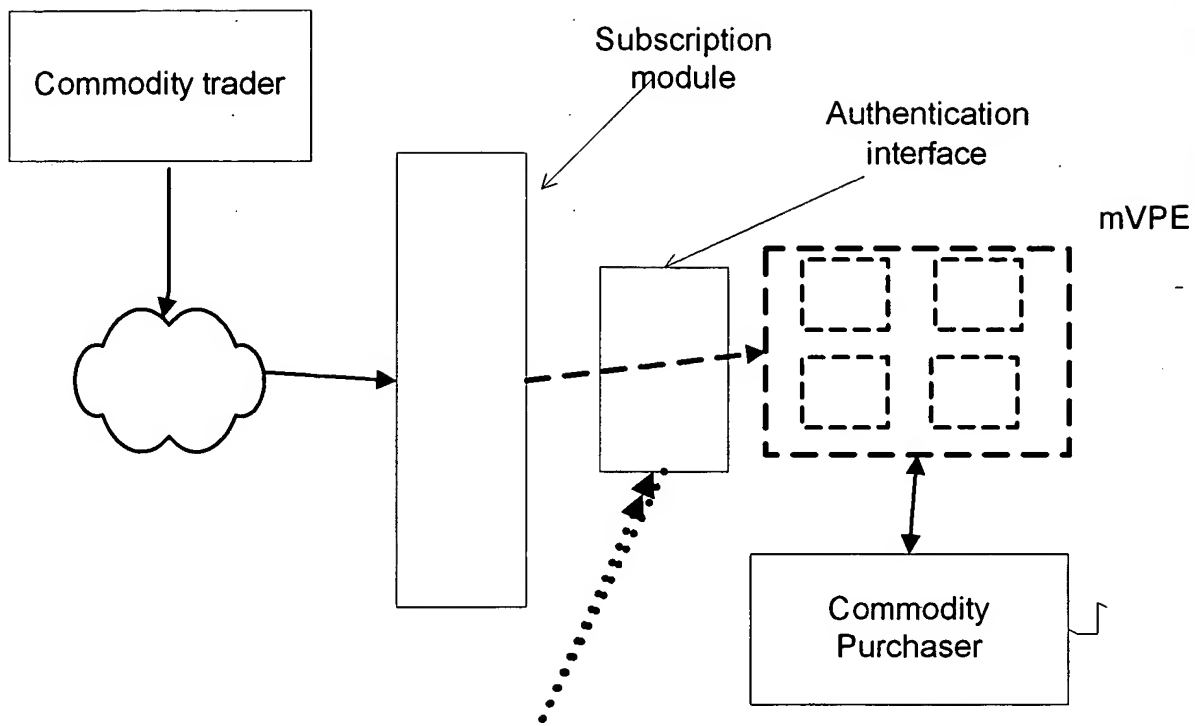 Commodity trader
Subscription
module
Authentication
interface
mVPE
Commodity
Purchaser